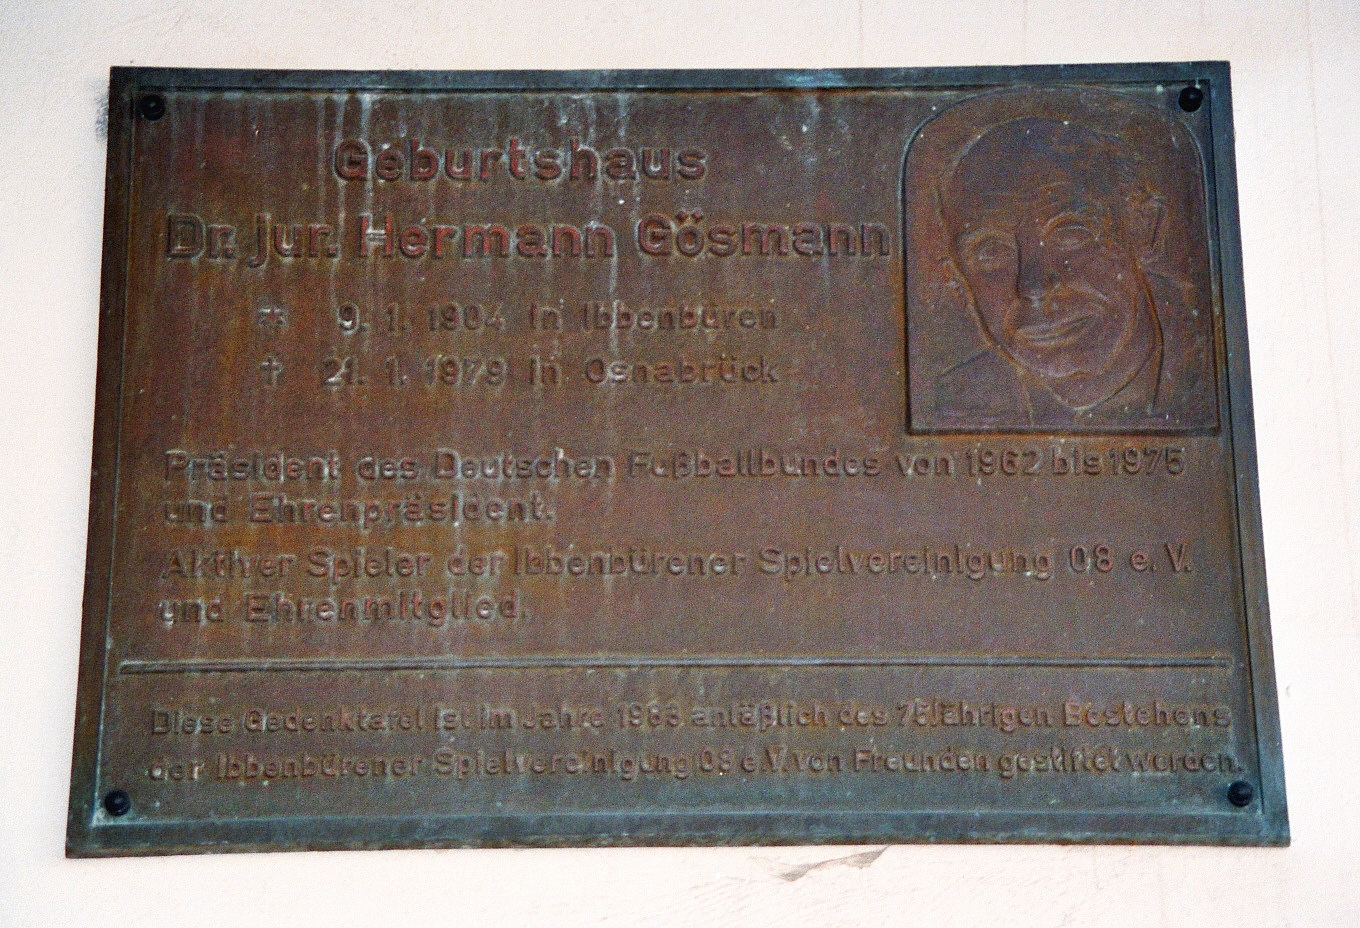 Geburtshaus
Dr. jur. Hermann Gösmann
* 9. 1. 1904 in Ibbenbüren
† 21. 1. 1979 in Osnabrück
Präsident des Deutschen Fußballbundes von 1962 bis 1975
und Ehrenpräsident.
Aktiver Spieler der Ibbenbürener Spielvereinigung 08 e. V.
und Ehrenmitglied.
Diese Gedenktafel ist im Jahre 1983 anläßlich des 75jährigen Bestehens
der Ibbenbürener Spielvereinigung 08 e.V. von Freunden gestiftet worden.